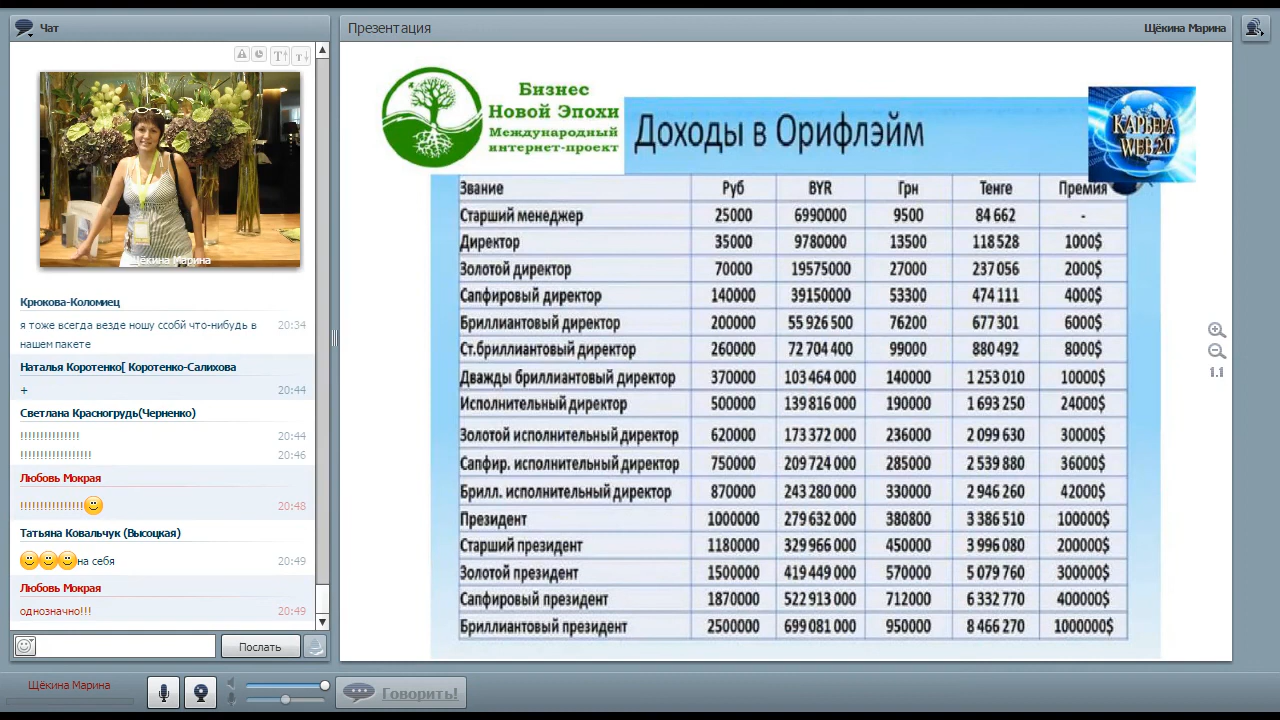 Чат
Презентация
Щёкина Марина
Щёкина Марина
Крюкова-Коломиец
я тоже всегда везде ношу ссобй что-нибудь в 20:34
нашем пакете
Наталья Коротенко[ Коротенко-Салихова
+ 20:44
Светлана Красногрудь(Черненко)
!!!!!!!!!!!!!!! 20:44
!!!!!!!!!!!!!!!!!! 20:46
Любовь Мокрая
!!!!!!!!!!!!!!!! 20:48
Татьяна Ковальчук (Высоцкая)
на себя 20:49
Любовь Мокрая
однозначно!!! 20:49
Послать
Щёкина Марина
Говорить!
Бизнес
Новой Эпохи
Международный
интернет-проект
Доходы в Орифлэйм
КАРЬЕРА
WEB 2.0
Звание Руб BYR Грн Тенге Премия
Старший менеджер 25000 6990000 9500 84 662 -
Директор 35000 9780000 13500 118 528 1000$
Золотой директор 70000 19575000 27000 237 056 2000$
Сапфировый директор 140000 39150000 53300 474 111 4000$
Бриллиантовый директор 200000 55 926 500 76200 677 301 6000$
Ст.бриллиантовый директор 260000 72 704 400 99000 880 492 8000$
Дважды бриллиантовый директор 370000 103 464 000 140000 1 253 010 10000$
Исполнительный директор 500000 139 816 000 190000 1 693 250 24000$
Золотой исполнительный директор 620000 173 372 000 236000 2 099 630 30000$
Сапфир. исполнительный директор 750000 209 724 000 285000 2 539 880 36000$
Брилл. исполнительный директор 870000 243 280 000 330000 2 946 260 42000$
Президент 1000000 279 632 000 380800 3 386 510 100000$
Старший президент 1180000 329 966 000 450000 3 996 080 200000$
Золотой президент 1500000 419 449 000 570000 5 079 760 300000$
Сапфировый президент 1870000 522 913 000 712000 6 332 770 400000$
Бриллиантовый президент 2500000 699 081 000 950000 8 466 270 1000000$
1.1